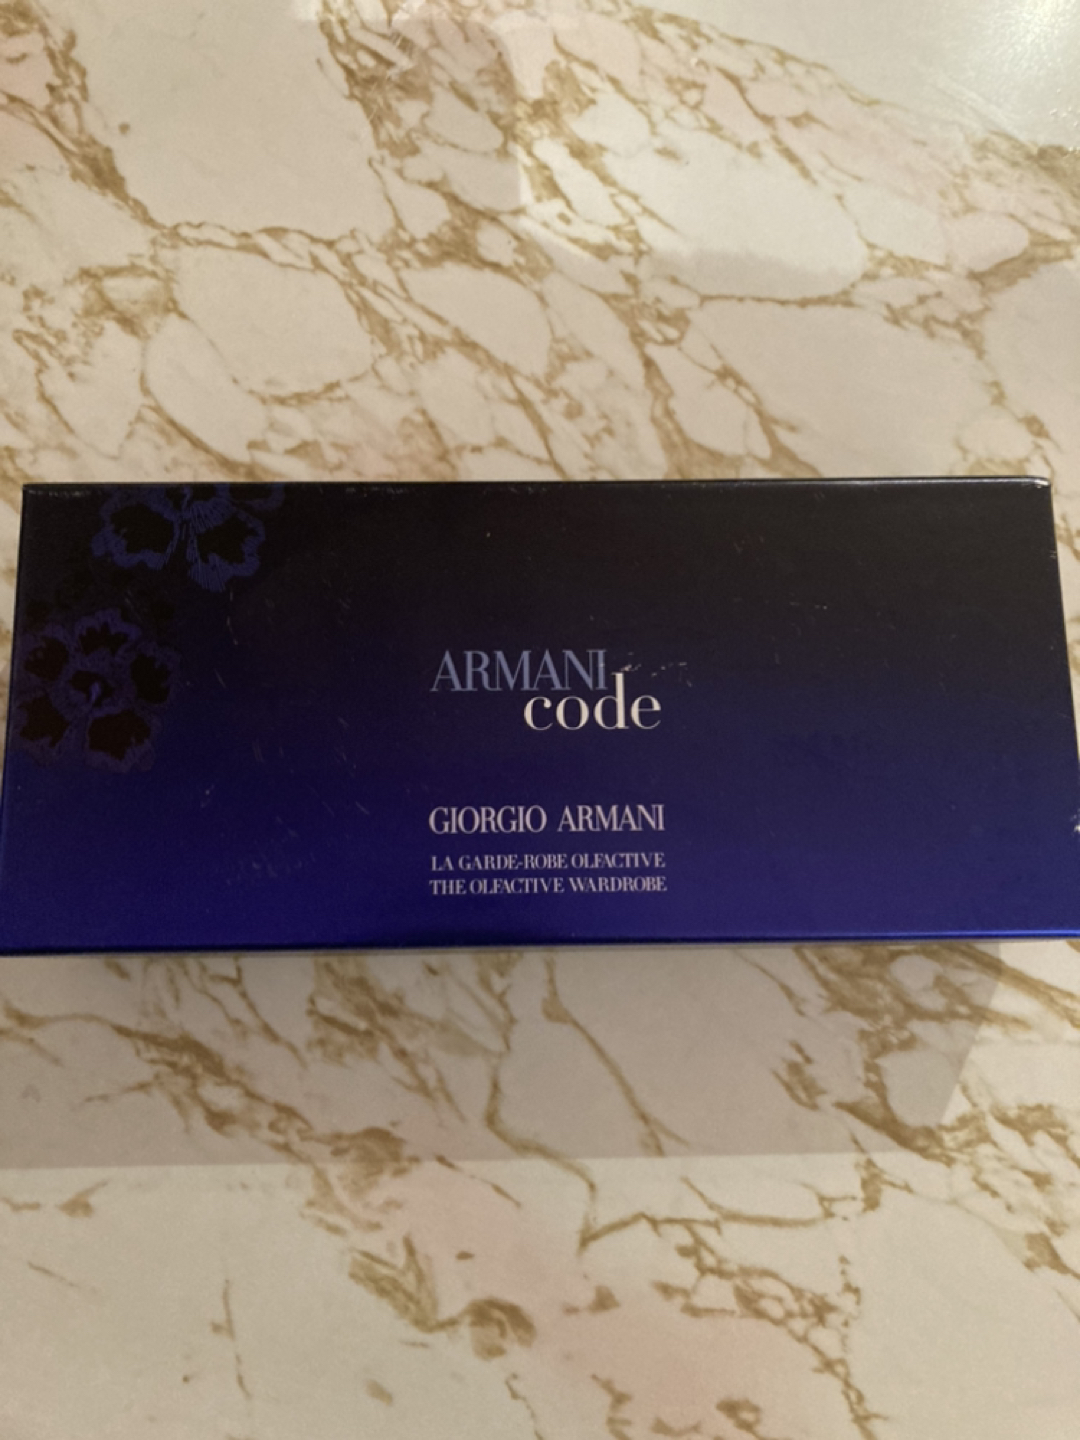 ARMANI
code
GIORGIO ARMANI
LA GARDE-ROBE OLFACTIVE
THE OLFACTIVE WARDROBE